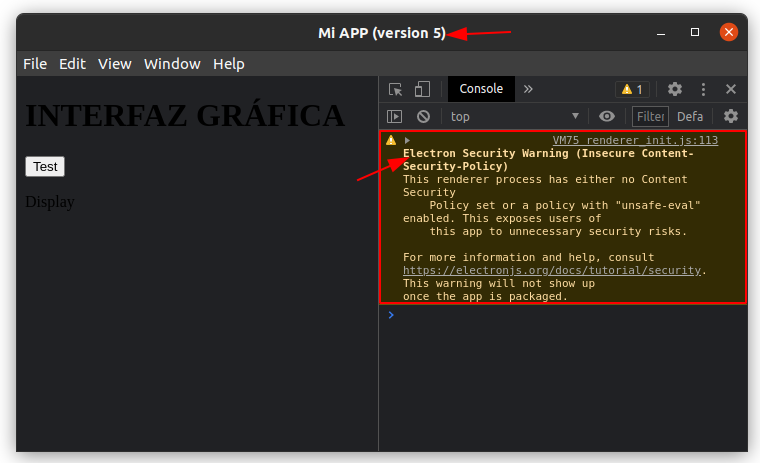 Mi APP (version 5)
File Edit View Window Help
INTERFAZ GRÁFICA
Test
Display
Console » 1
top Filter Defa
VM75 renderer_init.js:113
Electron Security Warning (Insecure Content-
Security-Policy)
This renderer process has either no Content
Security
Policy set or a policy with "unsafe-eval"
enabled. This exposes users of
this app to unnecessary security risks.
For more information and help, consult
https://electronjs.org/docs/tutorial/security.
This warning will not show up
once the app is packaged.